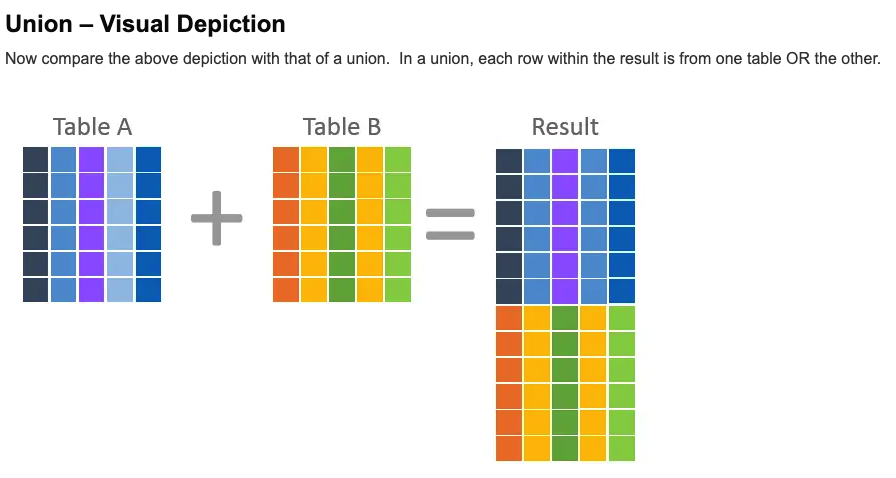 Union – Visual Depiction
Now compare the above depiction with that of a union.  In a union, each row within the result is from one table OR the other.
Table A
Table B
Result
+
=